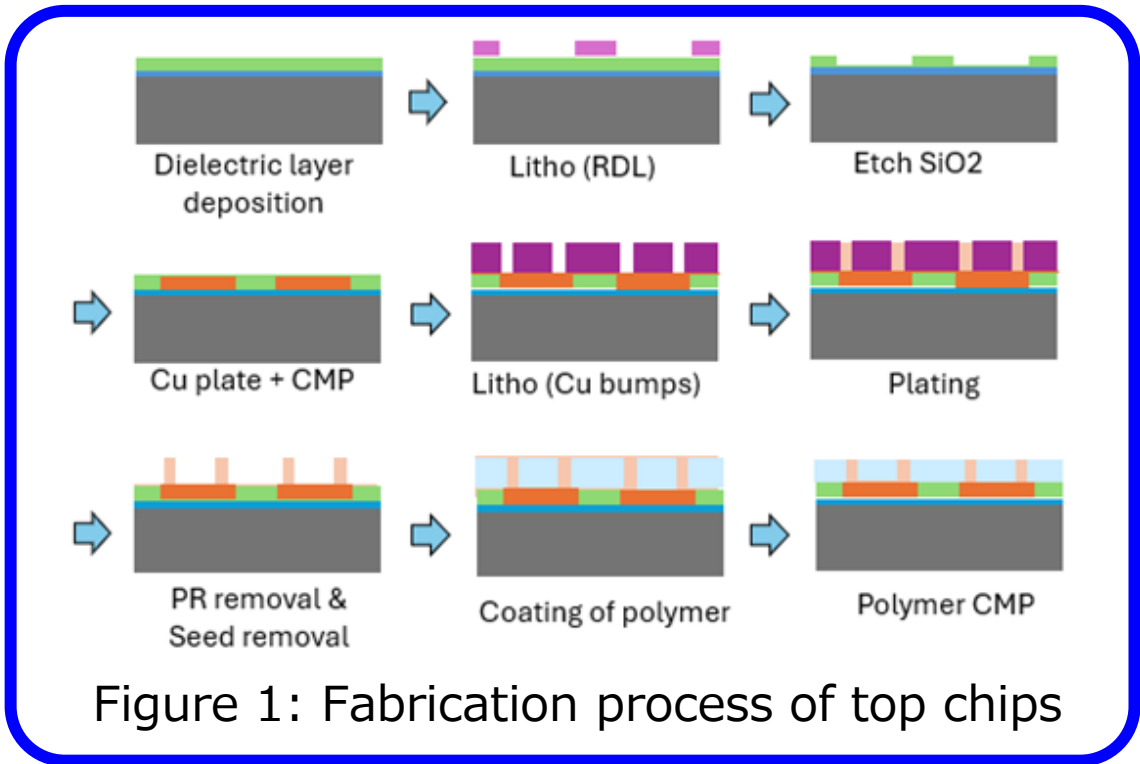 Dielectric layer
deposition
Litho (RDL)
Etch SiO2
Cu plate + CMP
Litho (Cu bumps)
Plating
PR removal &
Seed removal
Coating of polymer
Polymer CMP
Figure 1: Fabrication process of top chips